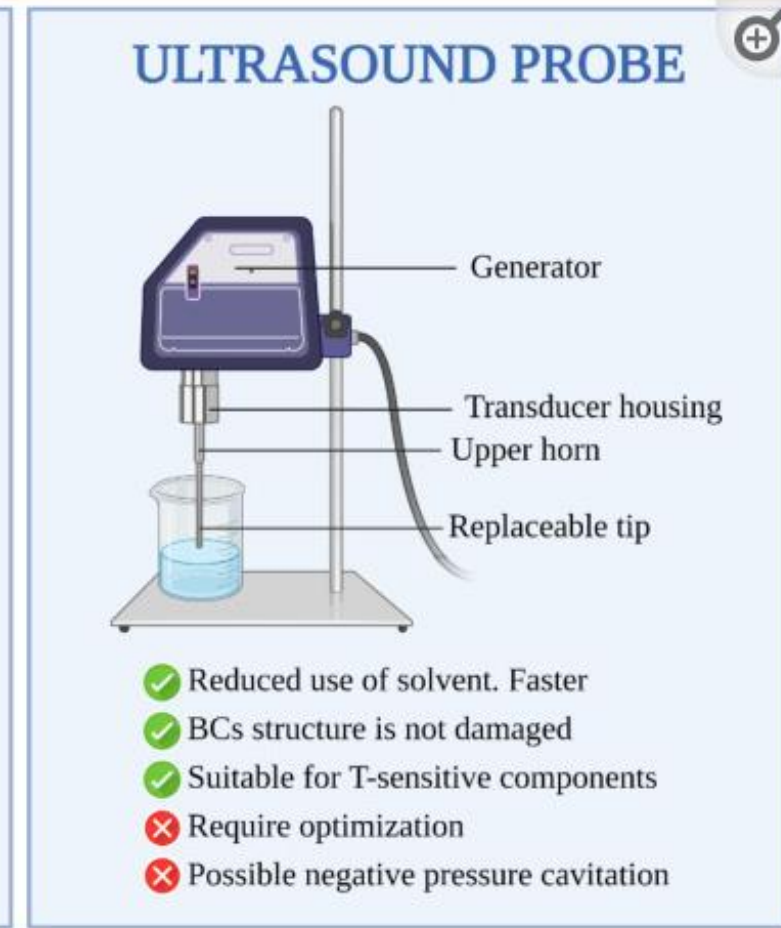 ULTRASOUND PROBE
Generator
Transducer housing
Upper horn
Replaceable tip
Reduced use of solvent. Faster
BCs structure is not damaged
Suitable for T-sensitive components
Require optimization
Possible negative pressure cavitation